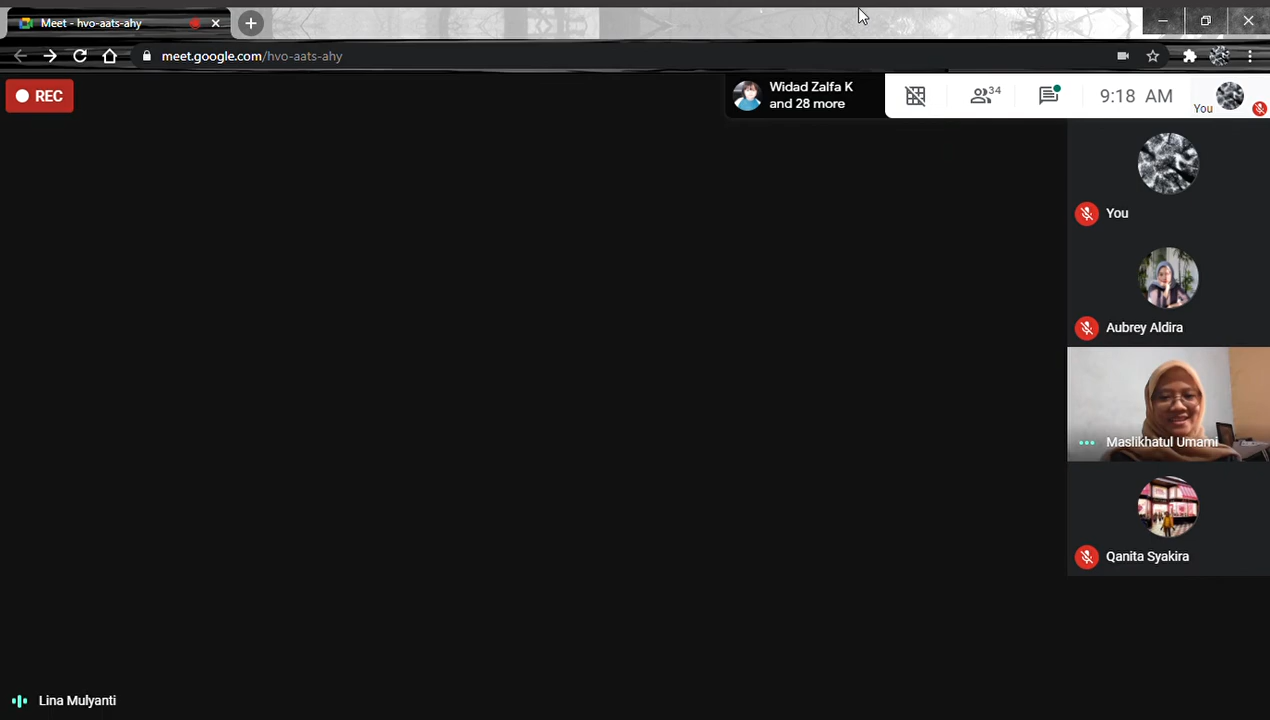 Meet - hvo-aats-ahy
meet.google.com/hvo-aats-ahy
REC
Widad Zalfa K
and 28 more
34
9:18 AM
You
You
Aubrey Aldira
Maslikhatul Umami
Qanita Syakira
Lina Mulyanti